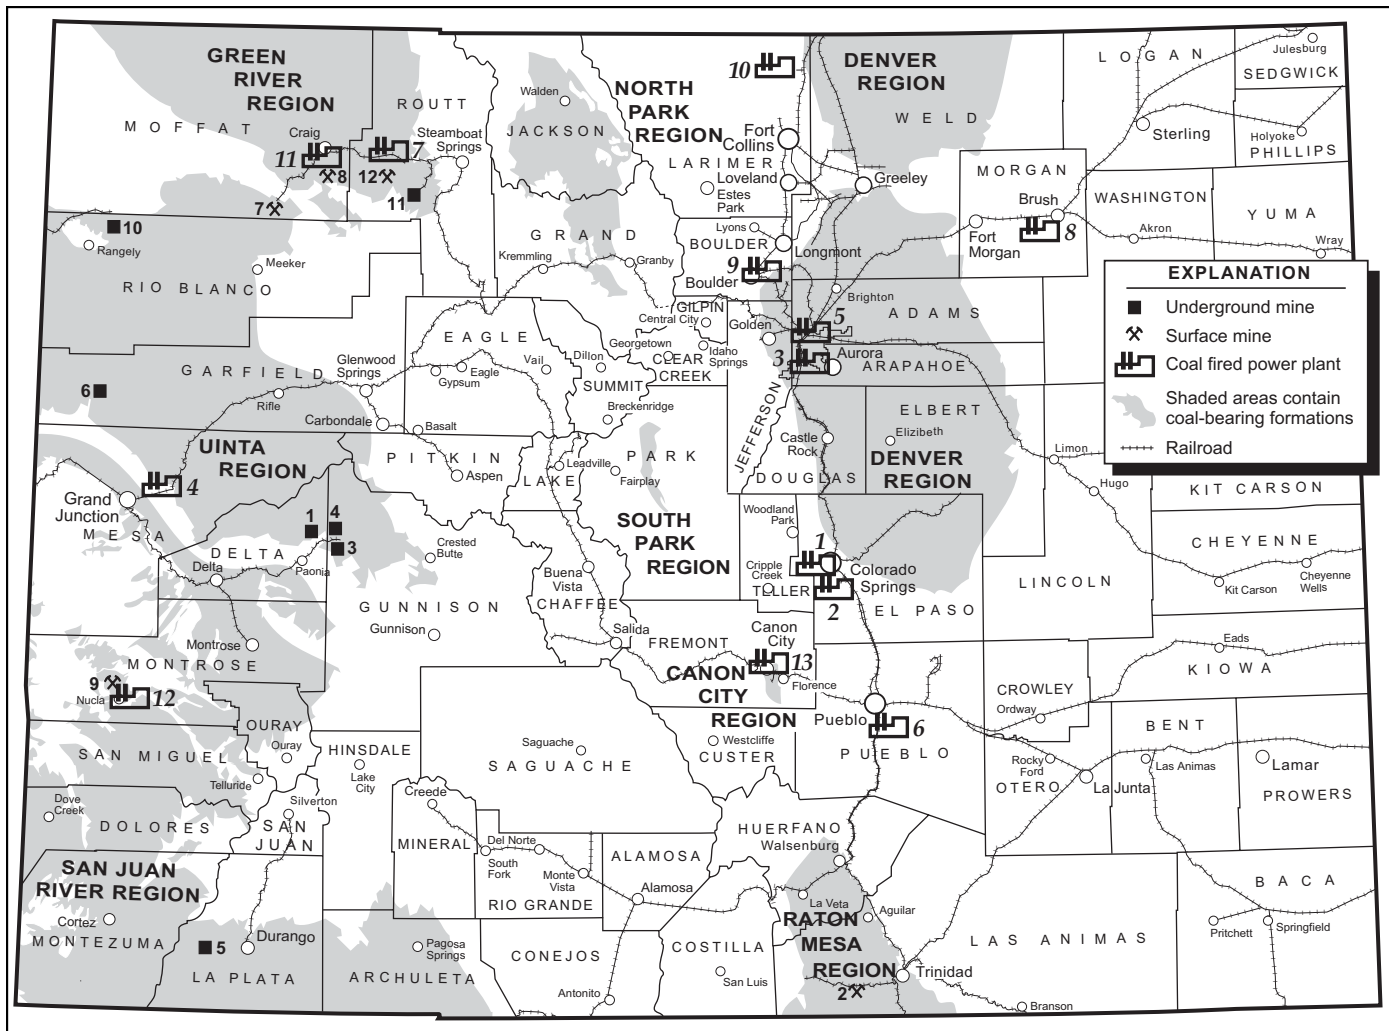 GREEN
RIVER
REGION
MOFFAT
ROUTT
Craig
Steamboat
Springs
11
7
8
12
11
7
10
Rangely
Meeker
RIO BLANCO
Walden
JACKSON
NORTH
PARK
REGION
10
Fort
Collins
LARIMER
Loveland
Estes
Park
Greeley
DENVER
REGION
WELD
LOGAN
Julesburg
SEDGWICK
Sterling
Holyoke
PHILLIPS
MORGAN
Brush
Fort
Morgan
8
WASHINGTON
Akron
YUMA
Wray
GRAND
Kremmling
Granby
Lyons
BOULDER
Longmont
9
Boulder
GILPIN
Central City
Golden
Brighton
ADAMS
5
3
Aurora
ARAPAHOE
Georgetown
Idaho
Springs
CLEAR
CREEK
EAGLE
Vail
Eagle
Gypsum
Dillon
SUMMIT
Breckenridge
Glenwood
Springs
GARFIELD
Rifle
6
Carbondale
Basalt
UINTA
REGION
PITKIN
Aspen
4
Grand
Junction
MESA
1
4
3
DELTA
Delta
Paonia
Crested
Butte
GUNNISON
Gunnison
LAKE
Leadville
PARK
Fairplay
SOUTH
PARK
REGION
JEFFERSON
Castle
Rock
DOUGLAS
ELBERT
Elizibeth
DENVER
REGION
Limon
Hugo
KIT CARSON
CHEYENNE
Cheyenne
Wells
Kit Carson
LINCOLN
EXPLANATION
Underground mine
Surface mine
Coal fired power plant
Shaded areas contain
coal-bearing formations
Railroad
Woodland
Park
Cripple
Creek
TELLER
1
Colorado
Springs
2
EL PASO
Buena
Vista
CHAFFEE
Salida
FREMONT
Canon
City
13
Florence
CANON
CITY
REGION
Westcliffe
CUSTER
Pueblo
6
PUEBLO
CROWLEY
Ordway
Eads
KIOWA
BENT
Las Animas
Rocky
Ford
OTERO
La Junta
Lamar
PROWERS
Montrose
MONTROSE
9
Nucla
12
OURAY
Ouray
SAN MIGUEL
Telluride
HINSDALE
Lake
City
Saguache
SAGUACHE
Dove
Creek
DOLORES
Silverton
SAN
JUAN
Creede
MINERAL
Del Norte
South
Fork
Monte
Vista
RIO GRANDE
ALAMOSA
Alamosa
HUERFANO
Walsenburg
La Veta
Aguilar
RATON
MESA
REGION
2
Trinidad
LAS ANIMAS
Branson
BACA
Pritchett
Springfield
SAN JUAN
RIVER REGION
Cortez
MONTEZUMA
5
Durango
LA PLATA
Pagosa
Springs
ARCHULETA
CONEJOS
Antonito
COSTILLA
San Luis